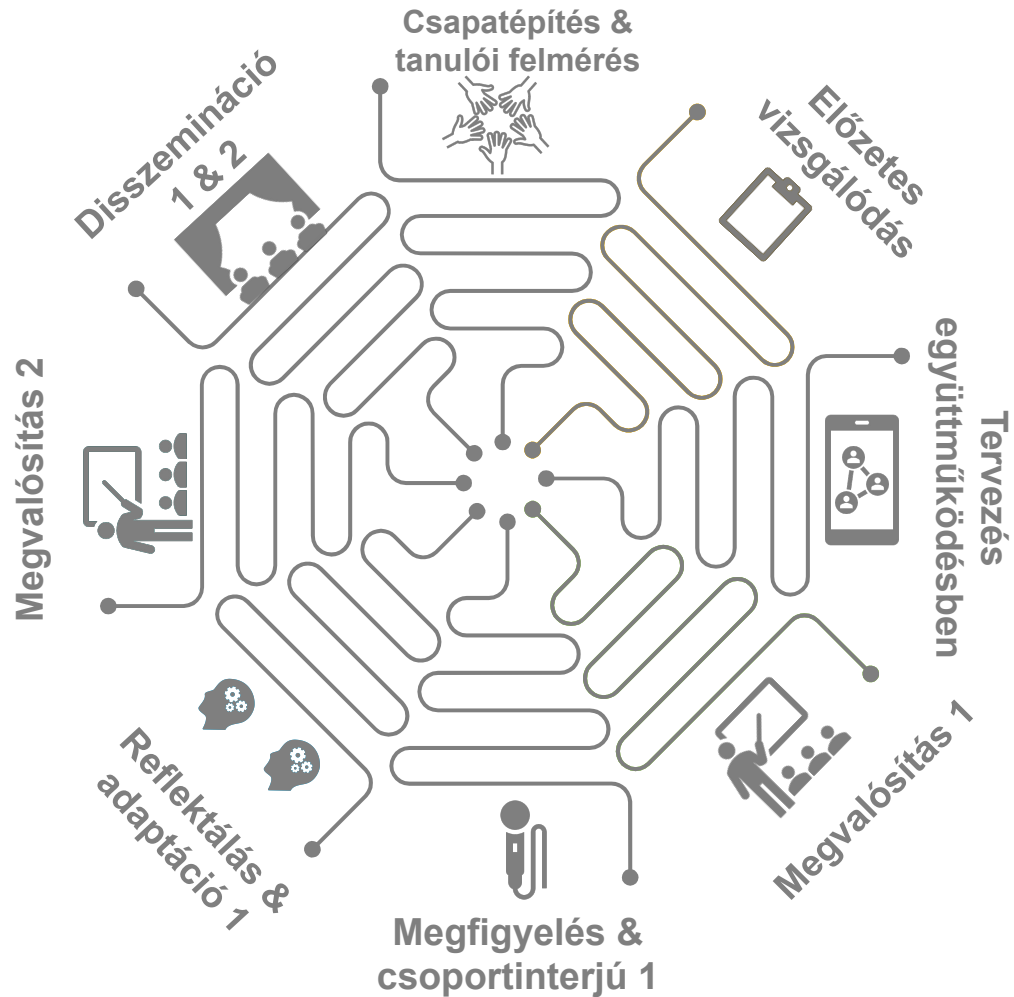 Csapatépítés &
tanulói felmérés
Előzetes
vizsgálódás
Tervezés
együttműködésben
Megvalósítás 1
Megfigyelés &
csoportinterjú 1
Reflektálás &
adaptáció 1
Megvalósítás 2
Disszemináció
1 & 2